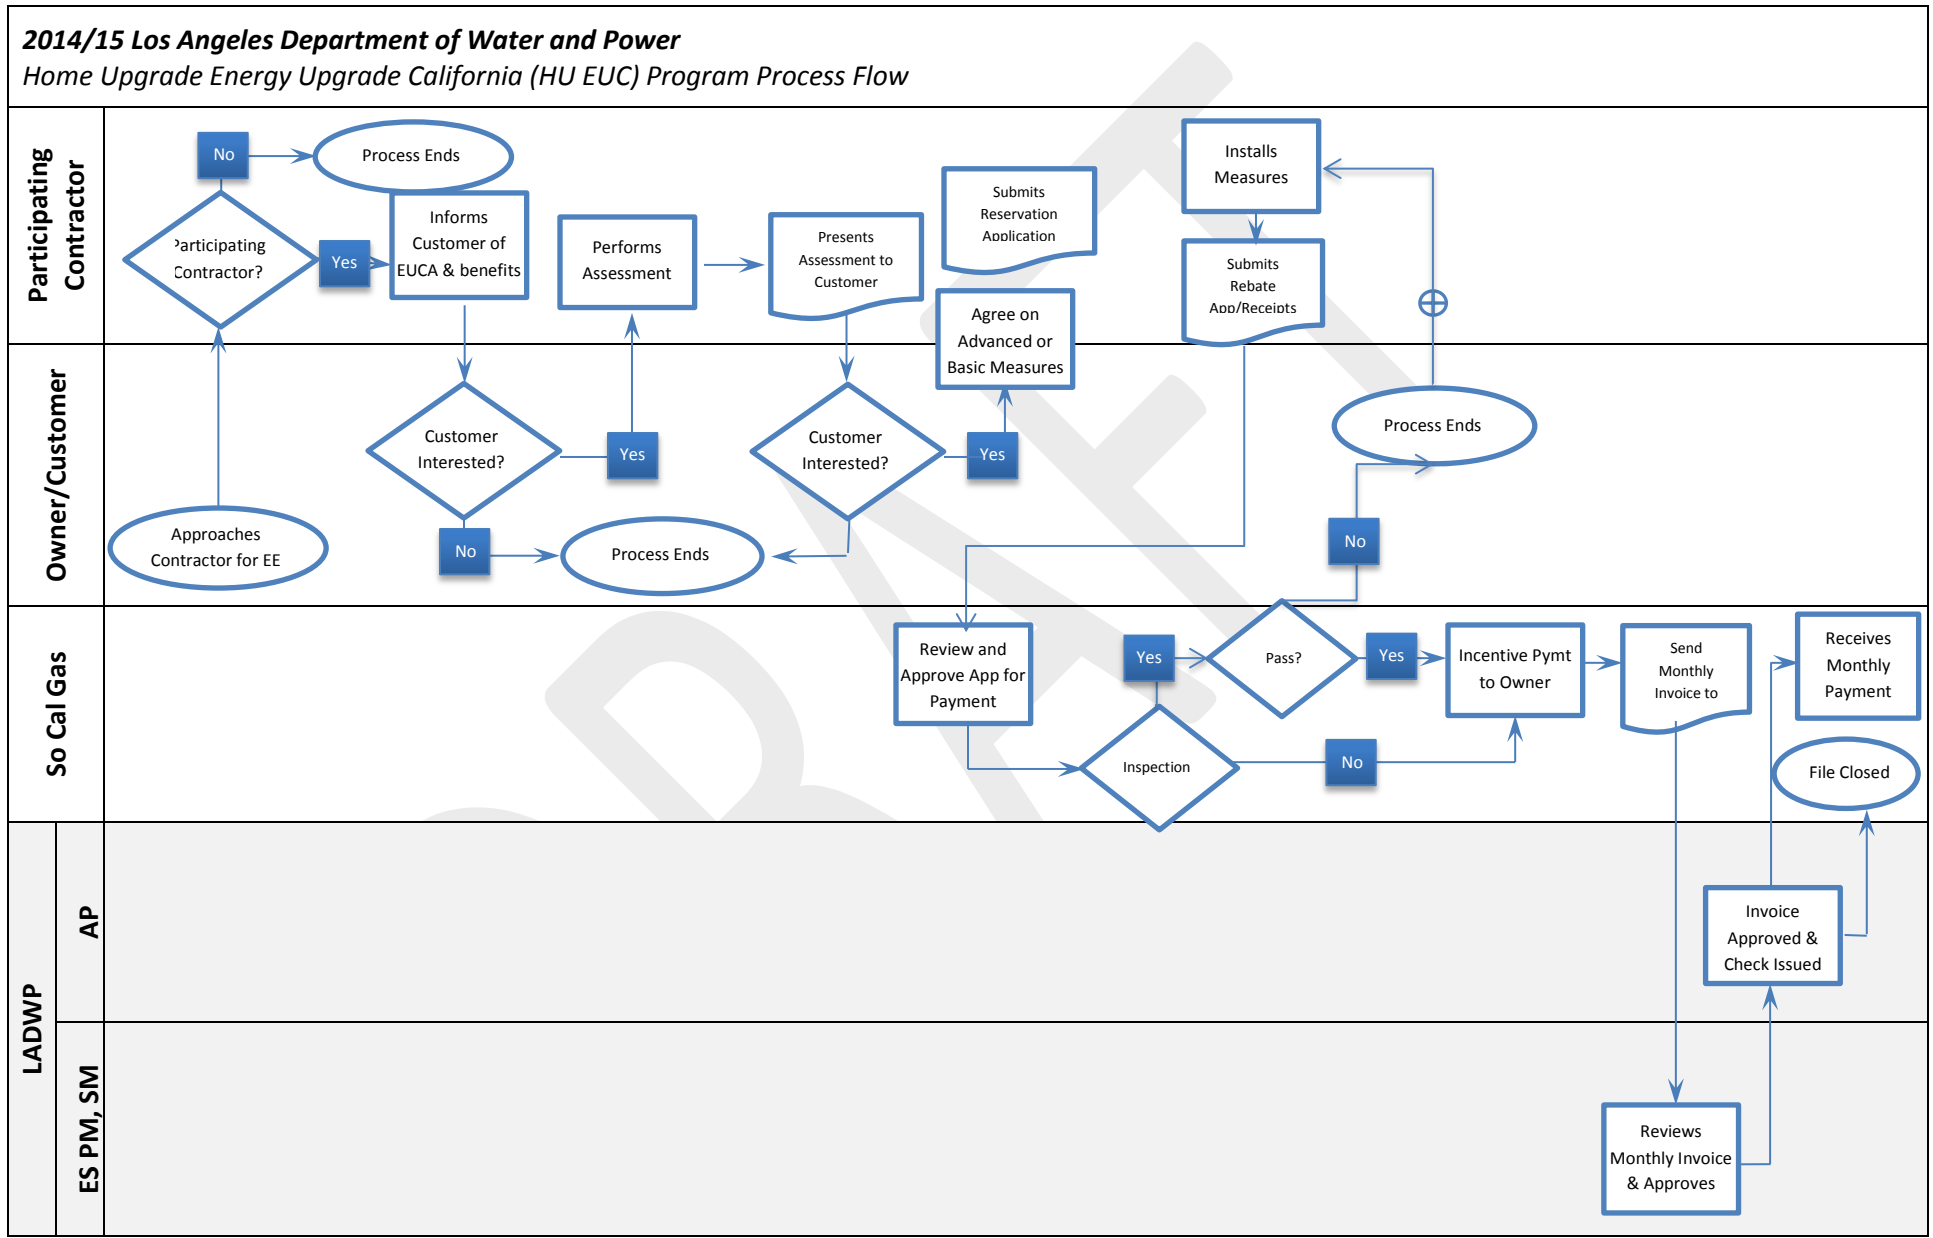 2014/15 Los Angeles Department of Water and Power
Home Upgrade Energy Upgrade California (HU EUC) Program Process Flow
Participating
Contractor
No
Process Ends
Participating
Contractor?
Yes
Informs
Customer of
EUCA & benefits
Performs
Assessment
Presents
Assessment to
Customer
Submits
Reservation
Application
Agree on
Advanced or
Basic Measures
Installs
Measures
Submits
Rebate
App/Receipts
Owner/Customer
Approaches
Contractor for EE
Customer
Interested?
Yes
No
Process Ends
Customer
Interested?
Yes
Process Ends
No
So Cal Gas
Review and
Approve App for
Payment
Inspection
Yes
No
Pass?
Yes
Incentive Pymt
to Owner
Send
Monthly
Invoice to
Receives
Monthly
Payment
File Closed
LADWP
AP
Invoice
Approved &
Check Issued
ES PM, SM
Reviews
Monthly Invoice
& Approves
DRAFT